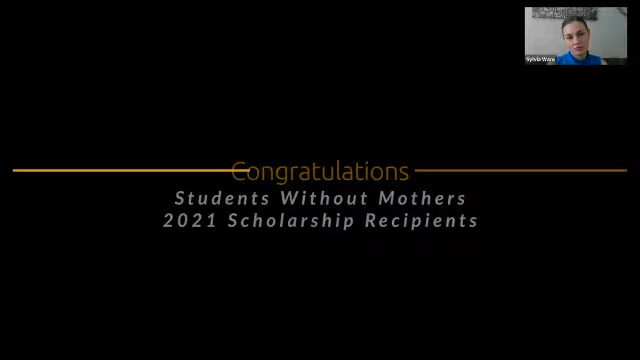 Sylvia Ware
Congratulations
Students Without Mothers
2021 Scholarship Recipients